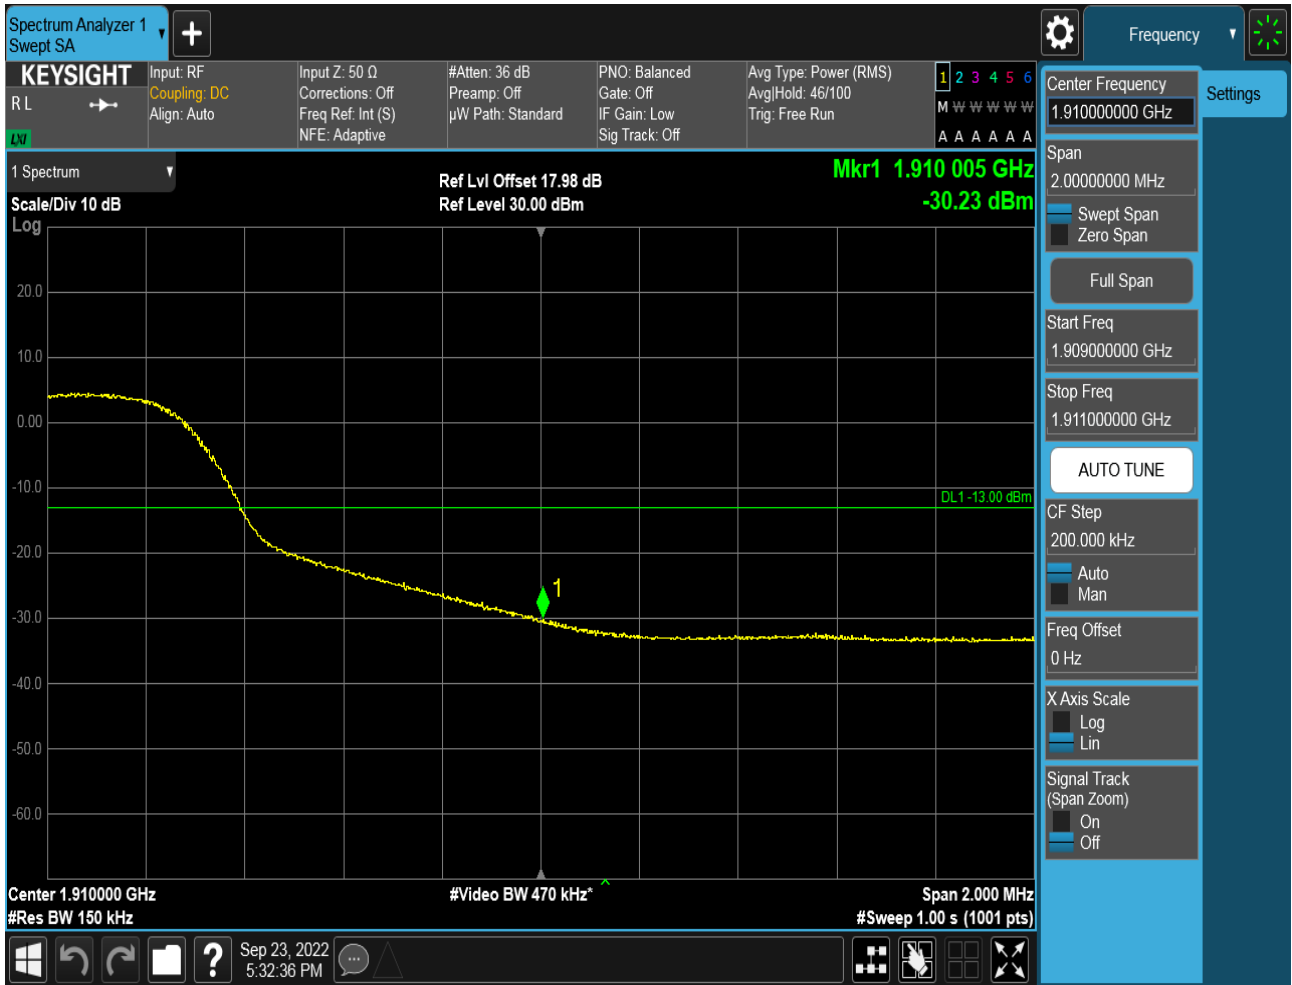 Spectrum Analyzer 1
Swept SA
Frequency
KEYSIGHT
R L
LXI
Input: RF
Coupling: DC
Align: Auto
Input Z: 50 Ω
Corrections: Off
Freq Ref: Int (S)
NFE: Adaptive
#Atten: 36 dB
Preamp: Off
µW Path: Standard
PNO: Balanced
Gate: Off
IF Gain: Low
Sig Track: Off
Avg Type: Power (RMS)
Avg|Hold: 46/100
Trig: Free Run
1 2 3 4 5 6
M W W W W W
A A A A A A
1 Spectrum
Scale/Div 10 dB
Log
Ref Lvl Offset 17.98 dB
Ref Level 30.00 dBm
Mkr1 1.910 005 GHz
-30.23 dBm
20.0
10.0
0.00
-10.0
-20.0
-30.0
-40.0
-50.0
-60.0
DL1 -13.00 dBm
1
Center 1.910000 GHz
#Res BW 150 kHz
#Video BW 470 kHz*
Span 2.000 MHz
#Sweep 1.00 s (1001 pts)
Sep 23, 2022
5:32:36 PM
?
Center Frequency
1.910000000 GHz
Settings
Span
2.00000000 MHz
Swept Span
Zero Span
Full Span
Start Freq
1.909000000 GHz
Stop Freq
1.911000000 GHz
AUTO TUNE
CF Step
200.000 kHz
Auto
Man
Freq Offset
0 Hz
X Axis Scale
Log
Lin
Signal Track
(Span Zoom)
On
Off